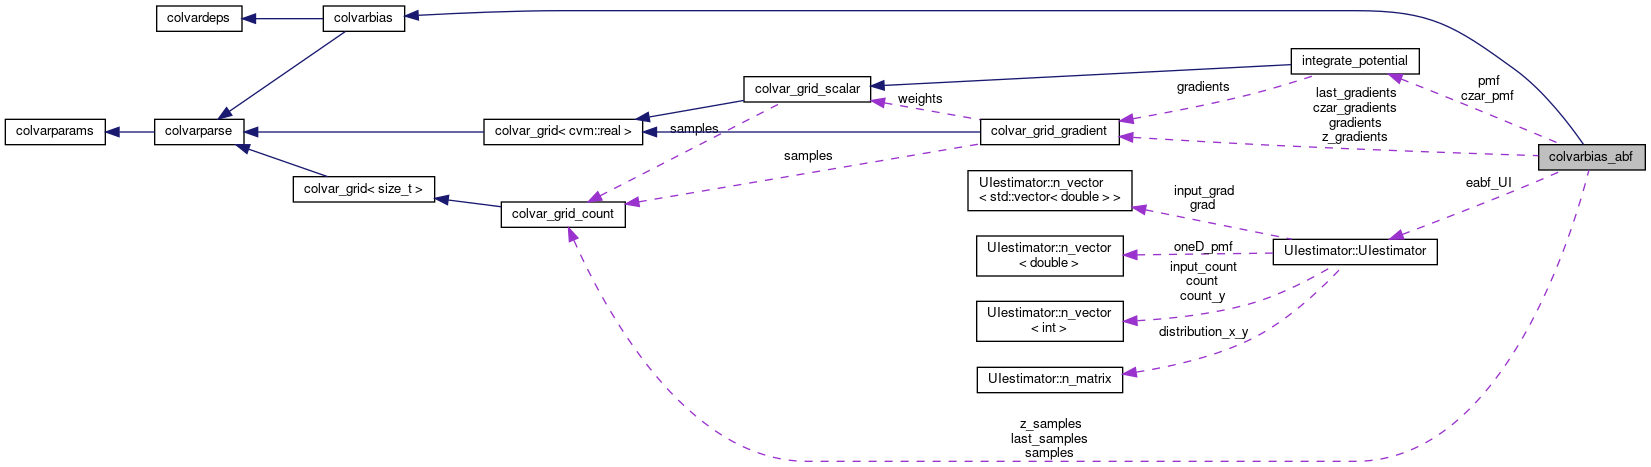 colvardeps
colvarbias
integrate_potential
colvar_grid_scalar
pmf
czar_pmf
gradients
weights
last_gradients
czar_gradients
gradients
z_gradients
colvarparams
colvarparse
colvar_grid< cvm::real >
samples
colvar_grid_gradient
colvarbias_abf
samples
colvar_grid< size_t >
colvar_grid_count
UIestimator::n_vector
< std::vector< double > >
input_grad
grad
eabf_UI
UIestimator::n_vector
< double >
oneD_pmf
UIestimator::UIestimator
input_count
count
count_y
UIestimator::n_vector
< int >
distribution_x_y
UIestimator::n_matrix
z_samples
last_samples
samples